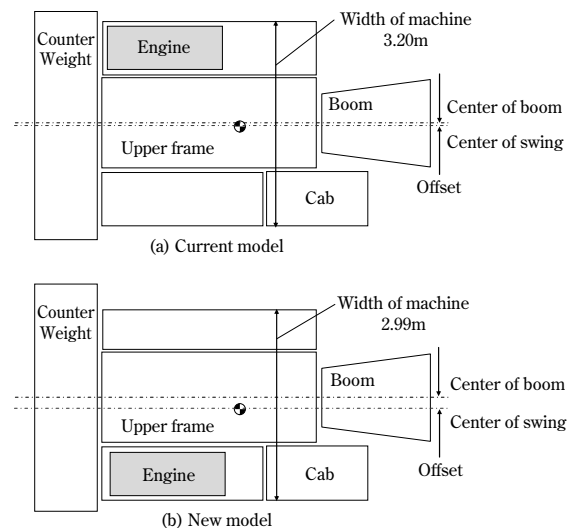 Counter
Weight
Engine
Width of machine
3.20m
Boom
Center of boom
Center of swing
Upper frame
Cab
Offset
(a) Current model
Counter
Weight
Width of machine
2.99m
Boom
Center of boom
Center of swing
Upper frame
Engine
Cab
Offset
(b) New model